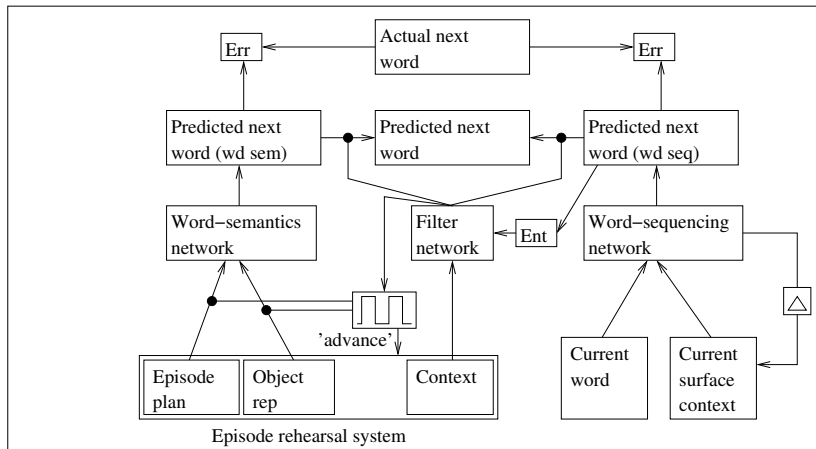 Actual next
word
Err
Err
Predicted next
word (wd sem)
Predicted next
word
Predicted next
word (wd seq)
Word−semantics
network
Filter
network
Ent
Word−sequencing
network
'advance'
Episode
plan
Object
rep
Context
Current
word
Current
surface
context
Episode rehearsal system